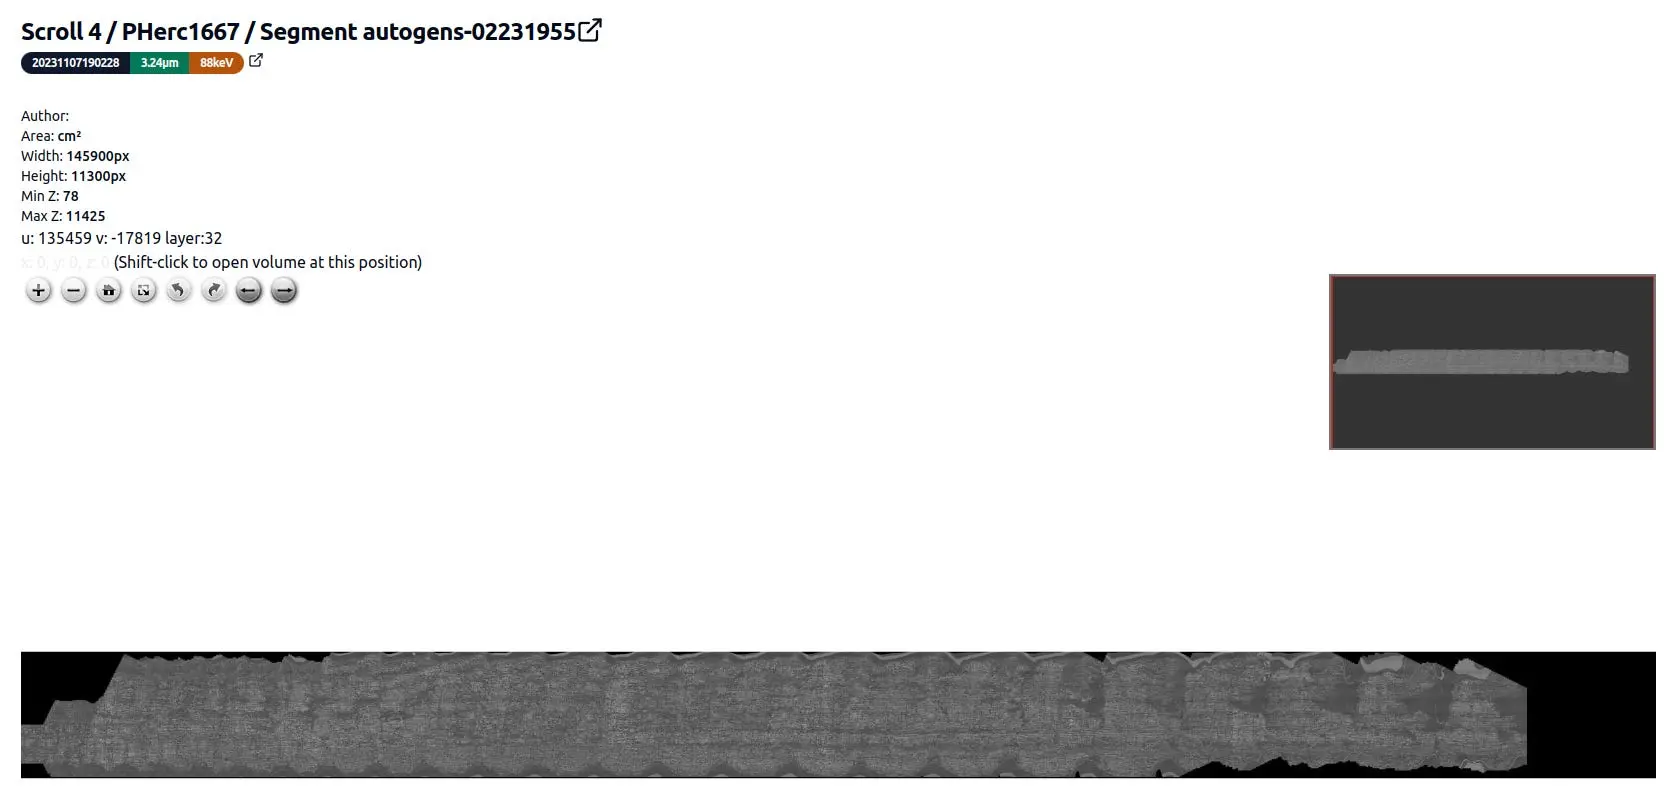 Scroll 4 / PHerc1667 / Segment autogens-02231955
20231107190228 3.24µm 88keV
Author:
Area: cm²
Width: 145900px
Height: 11300px
Min Z: 78
Max Z: 11425
u: 135459 v: -17819 layer:32
x: 0, y: 0, z: 0 (Shift-click to open volume at this position)